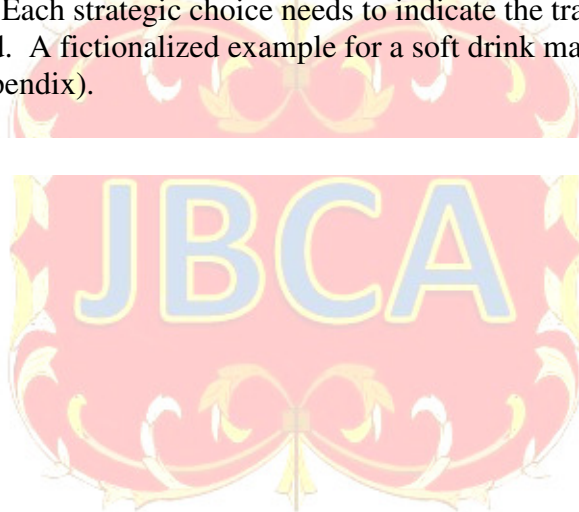 Each strategic choice needs to indicate the tra
. A fictionalized example for a soft drink ma
pendix).
JBCA